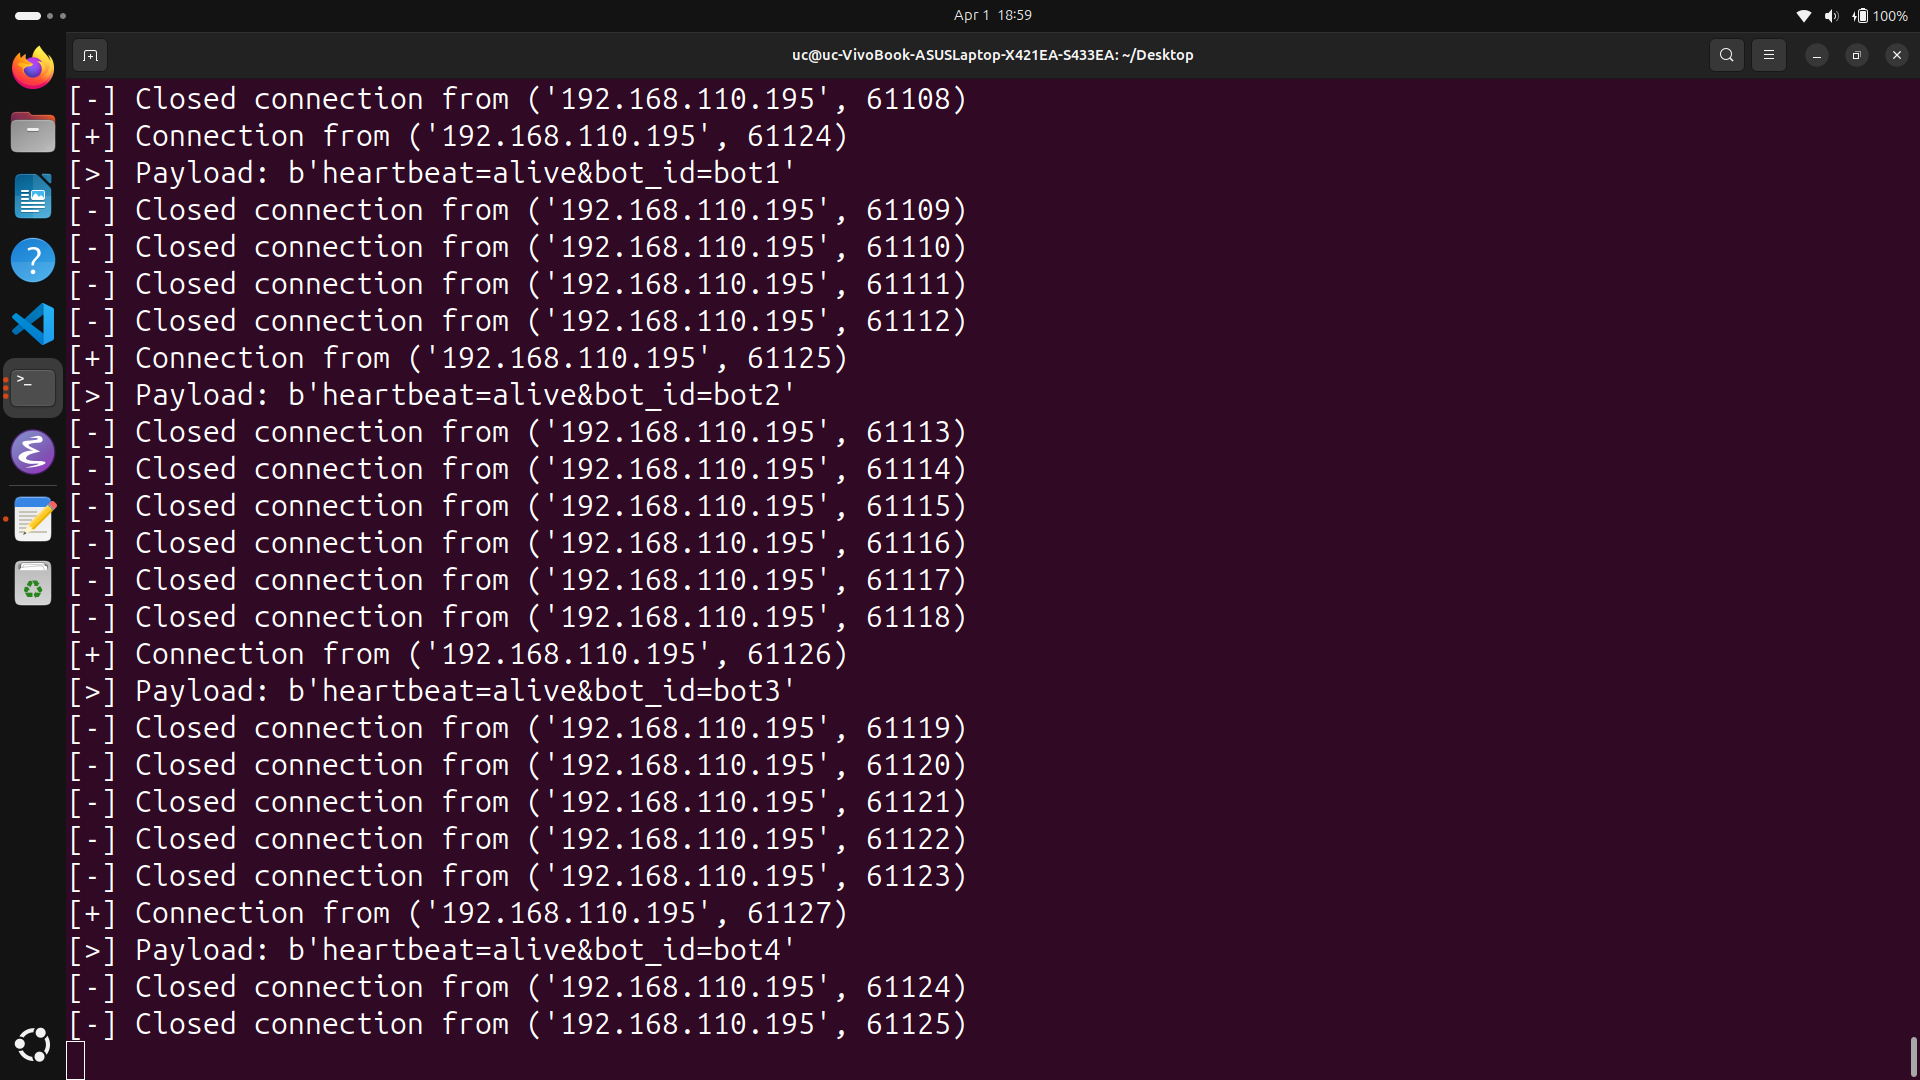 Apr 1 18:59
100%
uc@uc-VivoBook-ASUSLaptop-X421EA-S433EA: ~/Desktop
[-] Closed connection from ('192.168.110.195', 61108)
[+] Connection from ('192.168.110.195', 61124)
[>] Payload: b'heartbeat=alive&bot_id=bot1'
[-] Closed connection from ('192.168.110.195', 61109)
[-] Closed connection from ('192.168.110.195', 61110)
[-] Closed connection from ('192.168.110.195', 61111)
[-] Closed connection from ('192.168.110.195', 61112)
[+] Connection from ('192.168.110.195', 61125)
[>] Payload: b'heartbeat=alive&bot_id=bot2'
[-] Closed connection from ('192.168.110.195', 61113)
[-] Closed connection from ('192.168.110.195', 61114)
[-] Closed connection from ('192.168.110.195', 61115)
[-] Closed connection from ('192.168.110.195', 61116)
[-] Closed connection from ('192.168.110.195', 61117)
[-] Closed connection from ('192.168.110.195', 61118)
[+] Connection from ('192.168.110.195', 61126)
[>] Payload: b'heartbeat=alive&bot_id=bot3'
[-] Closed connection from ('192.168.110.195', 61119)
[-] Closed connection from ('192.168.110.195', 61120)
[-] Closed connection from ('192.168.110.195', 61121)
[-] Closed connection from ('192.168.110.195', 61122)
[-] Closed connection from ('192.168.110.195', 61123)
[+] Connection from ('192.168.110.195', 61127)
[>] Payload: b'heartbeat=alive&bot_id=bot4'
[-] Closed connection from ('192.168.110.195', 61124)
[-] Closed connection from ('192.168.110.195', 61125)